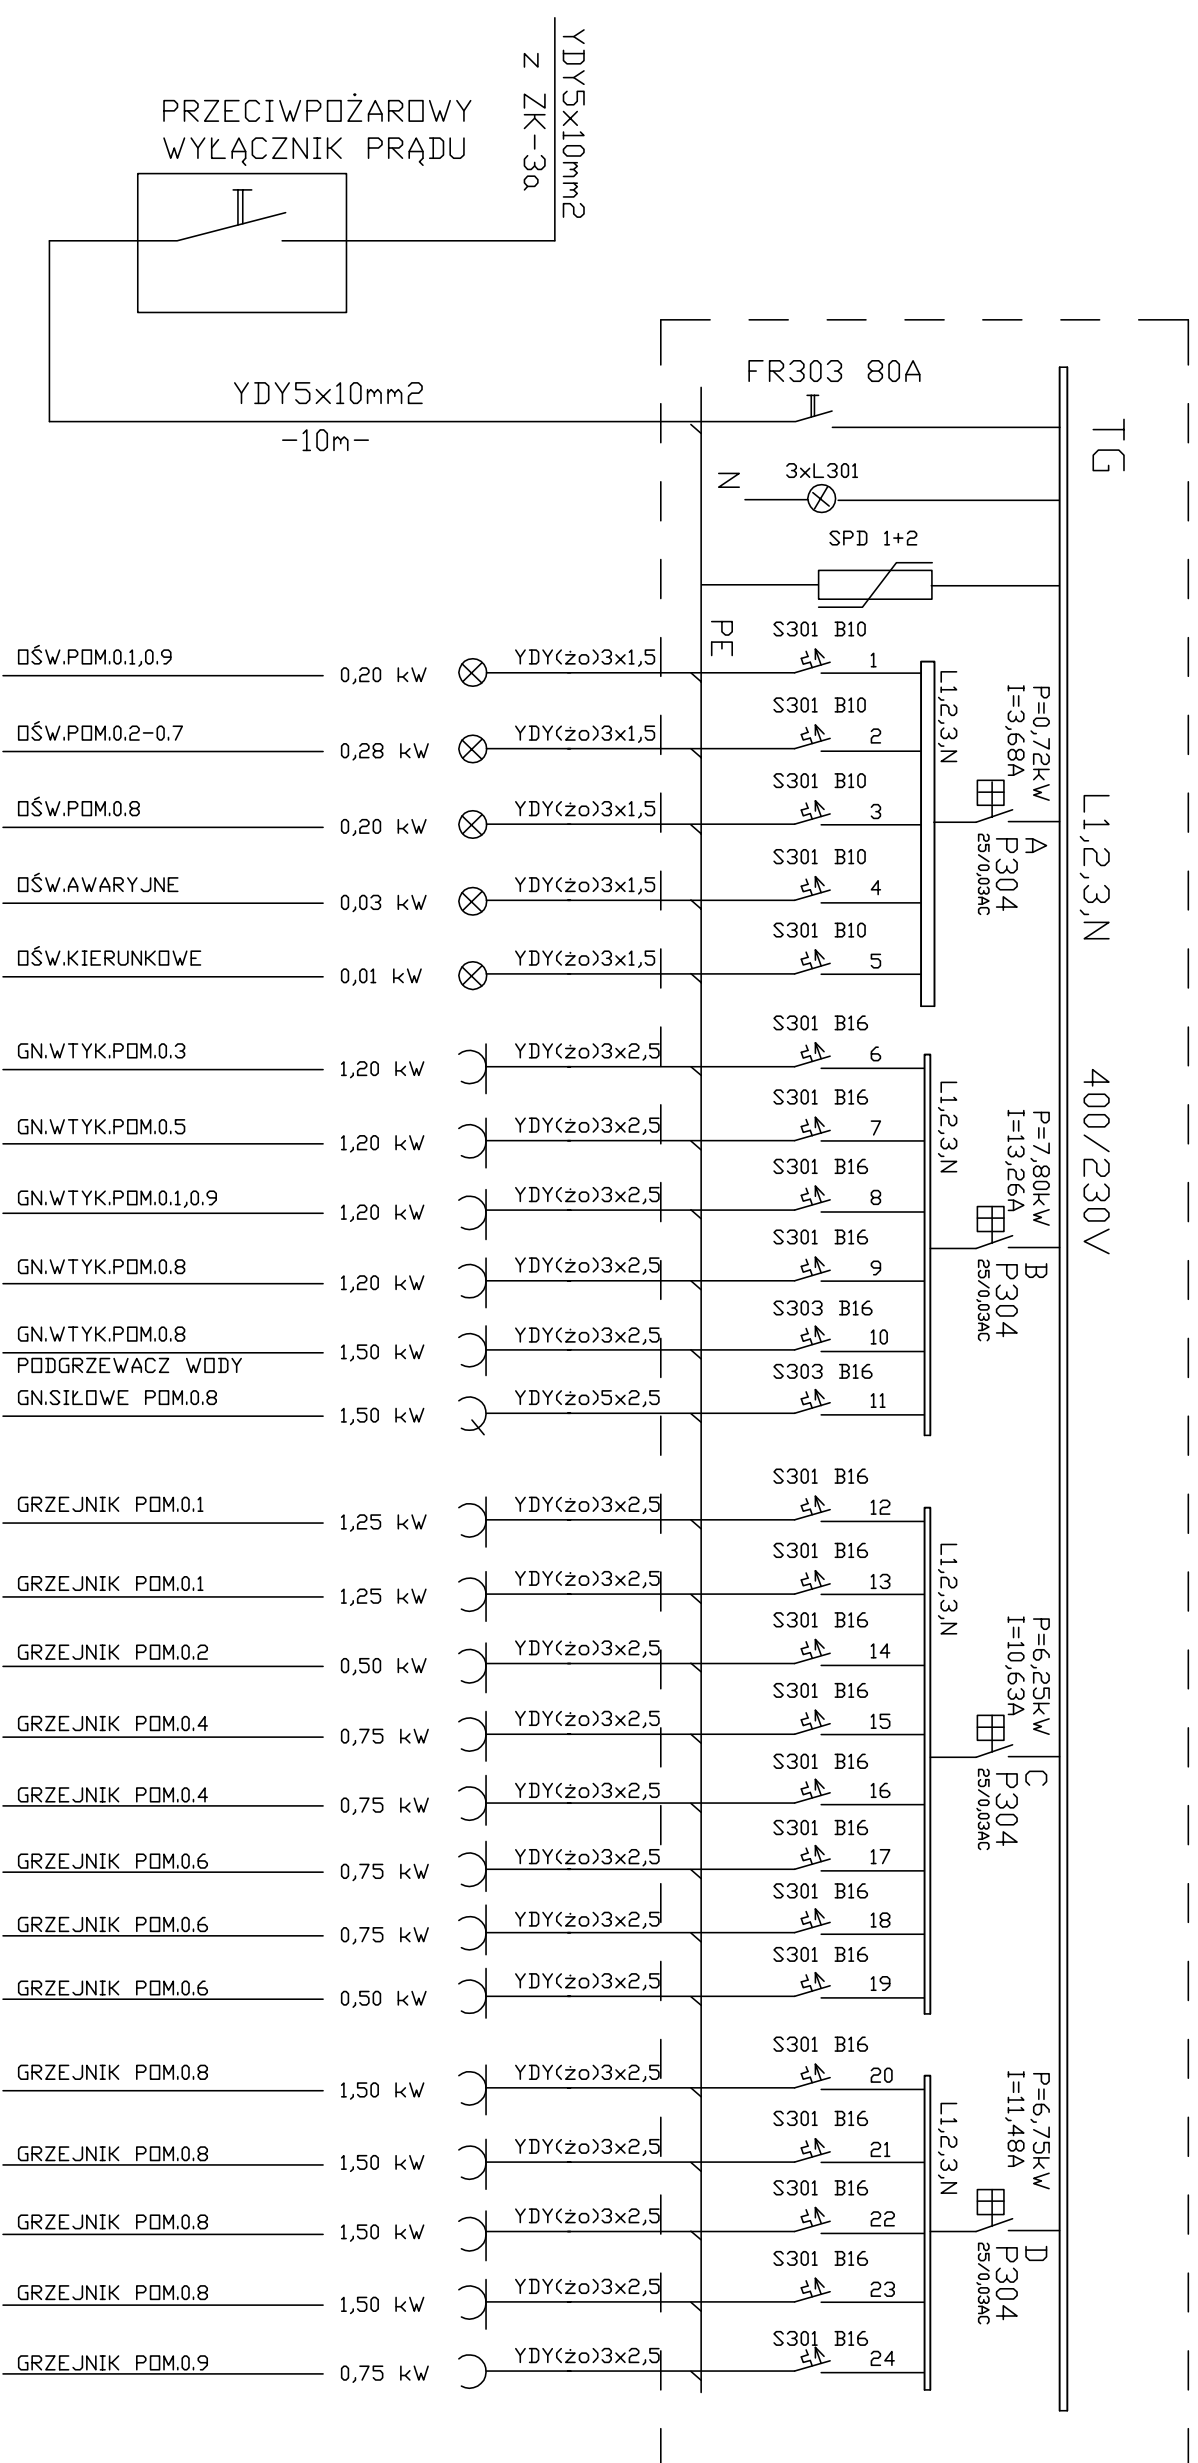 YDY5x10mm2
z ZK-3a
PRZECIWPOŻAROWY
WYŁĄCZNIK PRĄDU
YDY5x10mm2
-10m-
FR303 80A
TG
3xL301
N
SPD 1+2
PE
L1,2,3,N 400/230V
P=0,72kW
I=3,68A
A
P304
25/0,03AC
L1,2,3,N
OŚW.POM.0.1,0.9 0,20 kW YDY(żo)3x1,5 S301 B10 1
OŚW.POM.0.2-0.7 0,28 kW YDY(żo)3x1,5 S301 B10 2
OŚW.POM.0.8 0,20 kW YDY(żo)3x1,5 S301 B10 3
OŚW.AWARYJNE 0,03 kW YDY(żo)3x1,5 S301 B10 4
OŚW.KIERUNKOWE 0,01 kW YDY(żo)3x1,5 S301 B10 5
P=7,80kW
I=13,26A
B
P304
25/0,03AC
L1,2,3,N
GN.WTYK.POM.0.3 1,20 kW YDY(żo)3x2,5 S301 B16 6
GN.WTYK.POM.0.5 1,20 kW YDY(żo)3x2,5 S301 B16 7
GN.WTYK.POM.0.1,0.9 1,20 kW YDY(żo)3x2,5 S301 B16 8
GN.WTYK.POM.0.8 1,20 kW YDY(żo)3x2,5 S301 B16 9
GN.WTYK.POM.0.8 1,50 kW YDY(żo)3x2,5 S303 B16 10
PODGRZEWACZ WODY
GN.SIŁOWE POM.0.8 1,50 kW YDY(żo)5x2,5 S303 B16 11
P=6,25kW
I=10,63A
C
P304
25/0,03AC
L1,2,3,N
GRZEJNIK POM.0.1 1,25 kW YDY(żo)3x2,5 S301 B16 12
GRZEJNIK POM.0.1 1,25 kW YDY(żo)3x2,5 S301 B16 13
GRZEJNIK POM.0.2 0,50 kW YDY(żo)3x2,5 S301 B16 14
GRZEJNIK POM.0.4 0,75 kW YDY(żo)3x2,5 S301 B16 15
GRZEJNIK POM.0.4 0,75 kW YDY(żo)3x2,5 S301 B16 16
GRZEJNIK POM.0.6 0,75 kW YDY(żo)3x2,5 S301 B16 17
GRZEJNIK POM.0.6 0,75 kW YDY(żo)3x2,5 S301 B16 18
GRZEJNIK POM.0.6 0,50 kW YDY(żo)3x2,5 S301 B16 19
P=6,75kW
I=11,48A
D
P304
25/0,03AC
L1,2,3,N
GRZEJNIK POM.0.8 1,50 kW YDY(żo)3x2,5 S301 B16 20
GRZEJNIK POM.0.8 1,50 kW YDY(żo)3x2,5 S301 B16 21
GRZEJNIK POM.0.8 1,50 kW YDY(żo)3x2,5 S301 B16 22
GRZEJNIK POM.0.8 1,50 kW YDY(żo)3x2,5 S301 B16 23
GRZEJNIK POM.0.9 0,75 kW YDY(żo)3x2,5 S301 B16 24